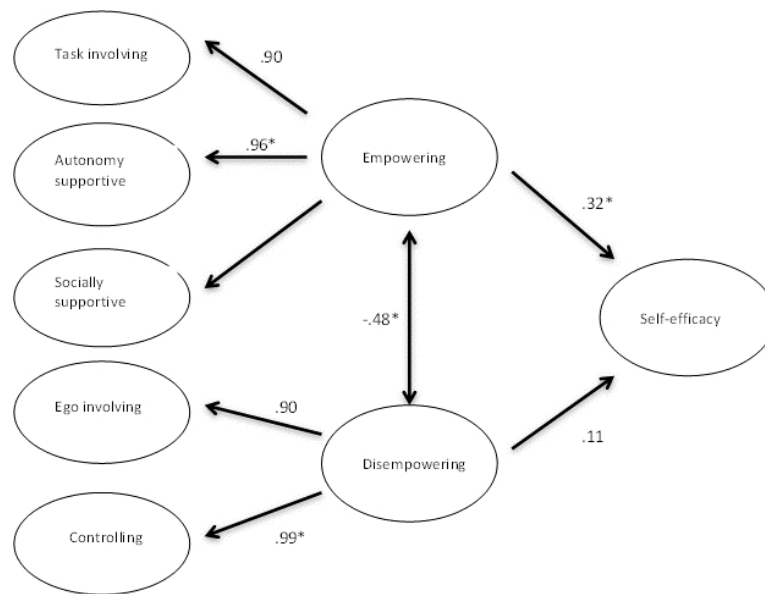 Task involving
.90
Autonomy
supportive
.96*
Empowering
.32*
Socially
supportive
-.48*
Self-efficacy
Ego involving
.90
Disempowering
.11
Controlling
.99*